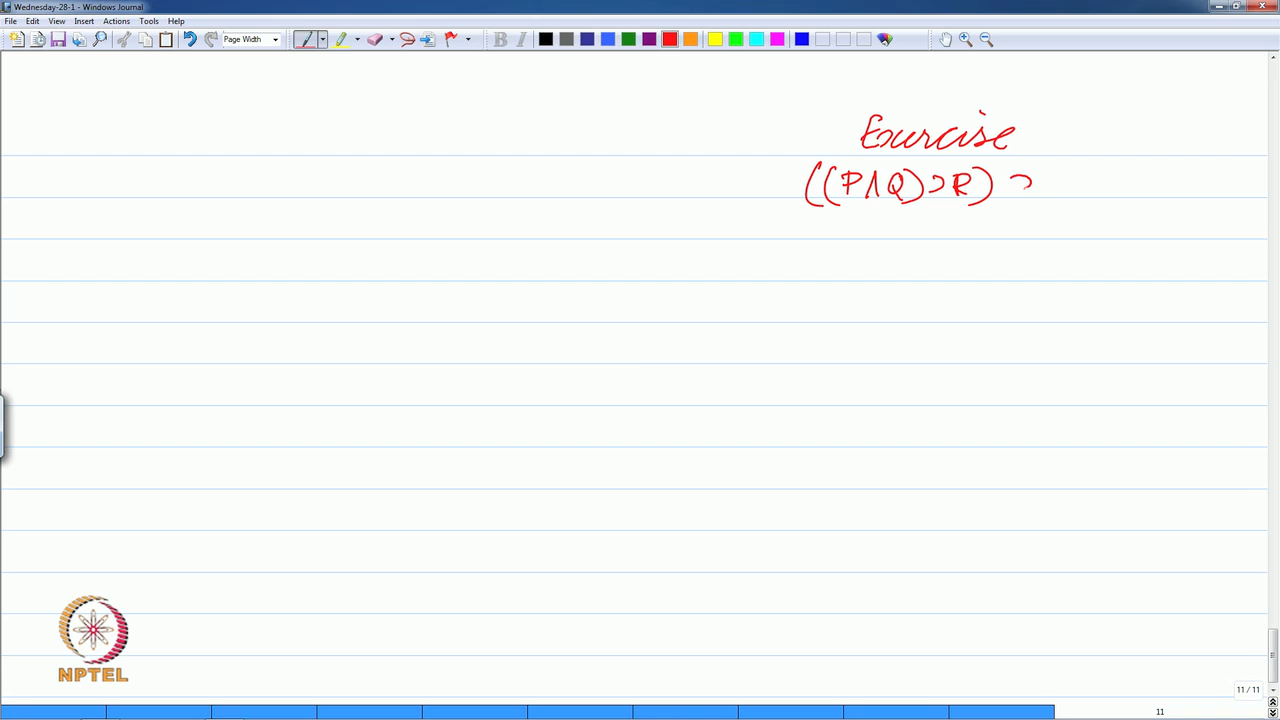 Wednesday-28-1 - Windows Journal
File Edit View Insert Actions Tools Help
Page Width
B I
Exercise
((P∧Q)⊃R) ⊃
NPTEL
11 / 11
11